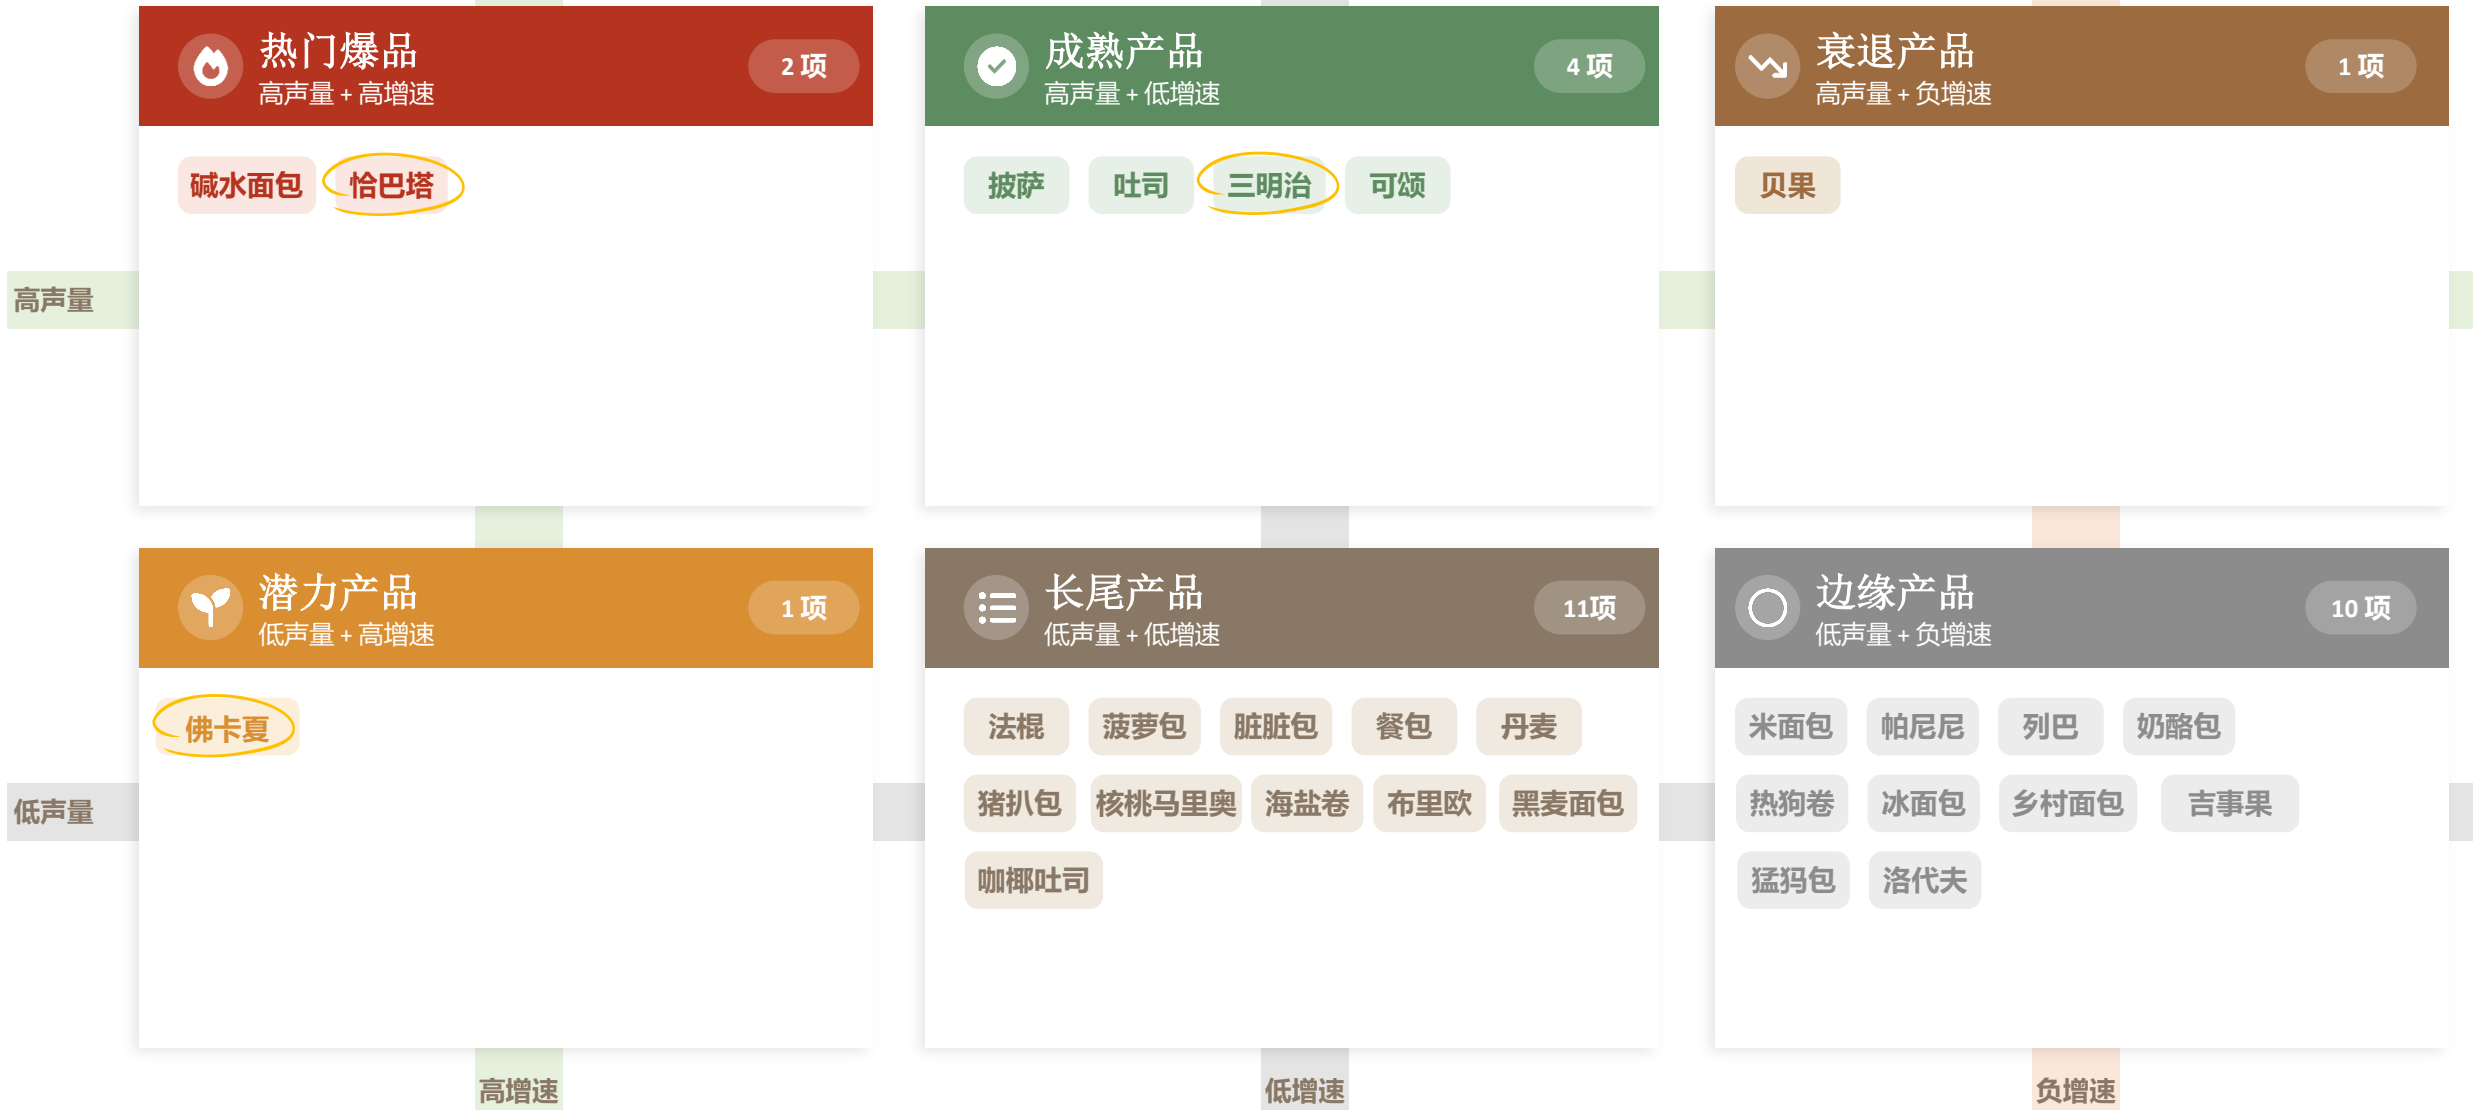 热门爆品
高声量 + 高增速
2 项
碱水面包
恰巴塔
成熟产品
高声量 + 低增速
4 项
披萨
吐司
三明治
可颂
衰退产品
高声量 + 负增速
1 项
贝果
高声量
潜力产品
低声量 + 高增速
1 项
佛卡夏
长尾产品
低声量 + 低增速
11项
法棍
菠萝包
脏脏包
餐包
丹麦
猪扒包
核桃马里奥
海盐卷
布里欧
黑麦面包
咖椰吐司
边缘产品
低声量 + 负增速
10 项
米面包
帕尼尼
列巴
奶酪包
热狗卷
冰面包
乡村面包
吉事果
猛犸包
洛代夫
低声量
高增速
低增速
负增速